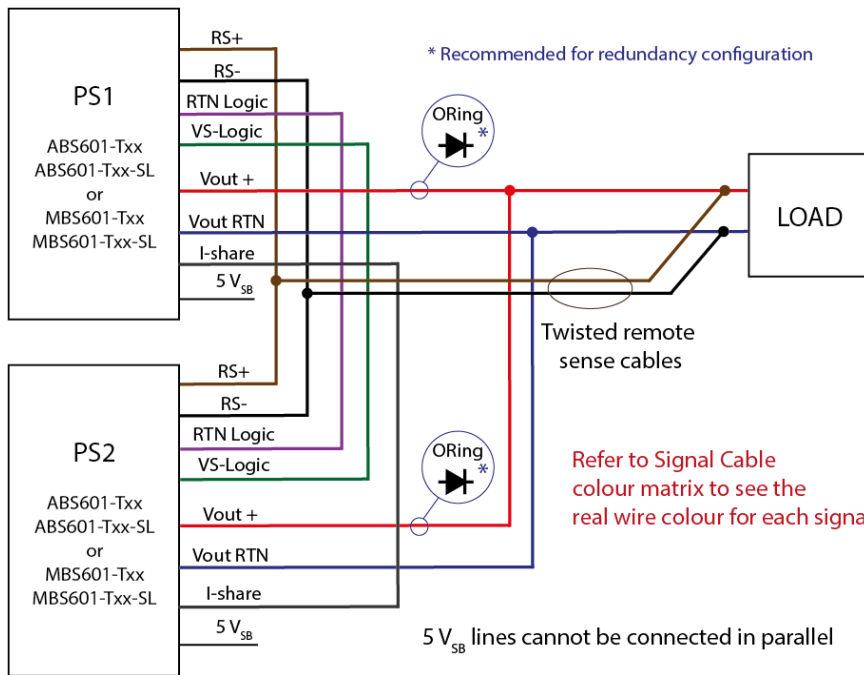 RS+
* Recommended for redundancy configuration
RS-
PS1
RTN Logic
ORing
*
VS-Logic
ABS601-Txx
ABS601-Txx-SL
or
MBS601-Txx
MBS601-Txx-SL
Vout +
Vout RTN
LOAD
I-share
5 V_SB
Twisted remote
sense cables
RS+
RS-
PS2
RTN Logic
ORing
*
VS-Logic
Refer to Signal Cable
colour matrix to see the
real wire colour for each signal
ABS601-Txx
ABS601-Txx-SL
or
MBS601-Txx
MBS601-Txx-SL
Vout +
Vout RTN
I-share
5 V_SB
5 V_SB lines cannot be connected in parallel